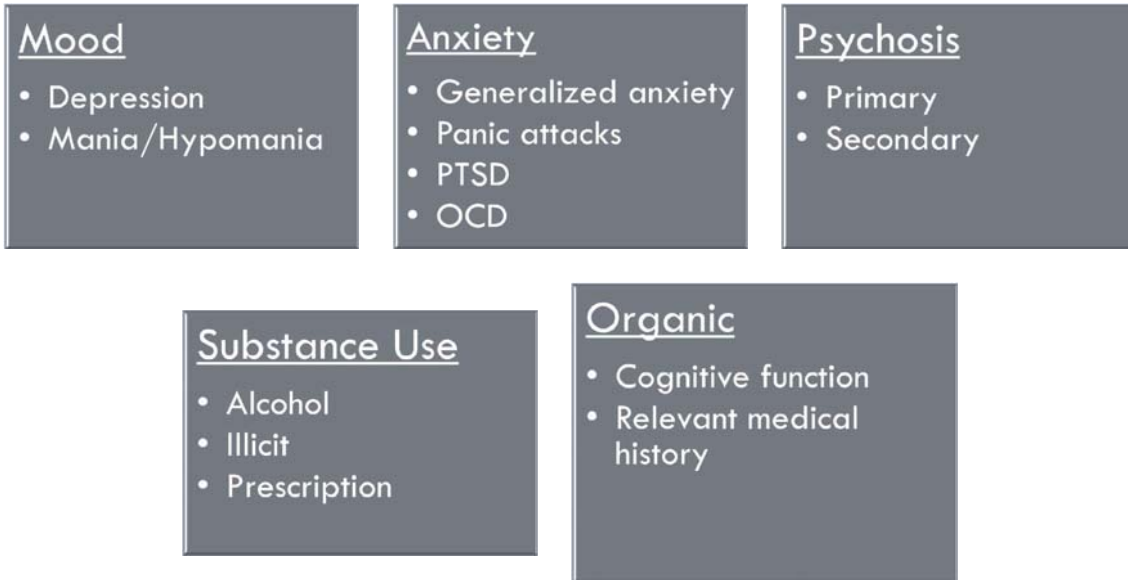 Mood
• Depression
• Mania/Hypomania
Anxiety
• Generalized anxiety
• Panic attacks
• PTSD
• OCD
Psychosis
• Primary
• Secondary
Substance Use
• Alcohol
• Illicit
• Prescription
Organic
• Cognitive function
• Relevant medical
history